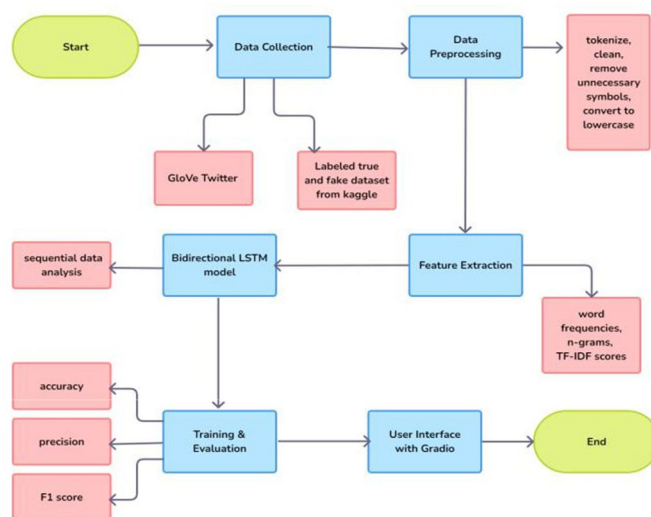 Start
Data Collection
Data
Preprocessing
tokenize,
clean,
remove
unnecessary
symbols,
convert to
lowercase
GloVe Twitter
Labeled true
and fake dataset
from kaggle
sequential data
analysis
Bidirectional LSTM
model
Feature Extraction
word
frequencies,
n-grams,
TF-IDF scores
accuracy
precision
F1 score
Training &
Evaluation
User Interface
with Gradio
End